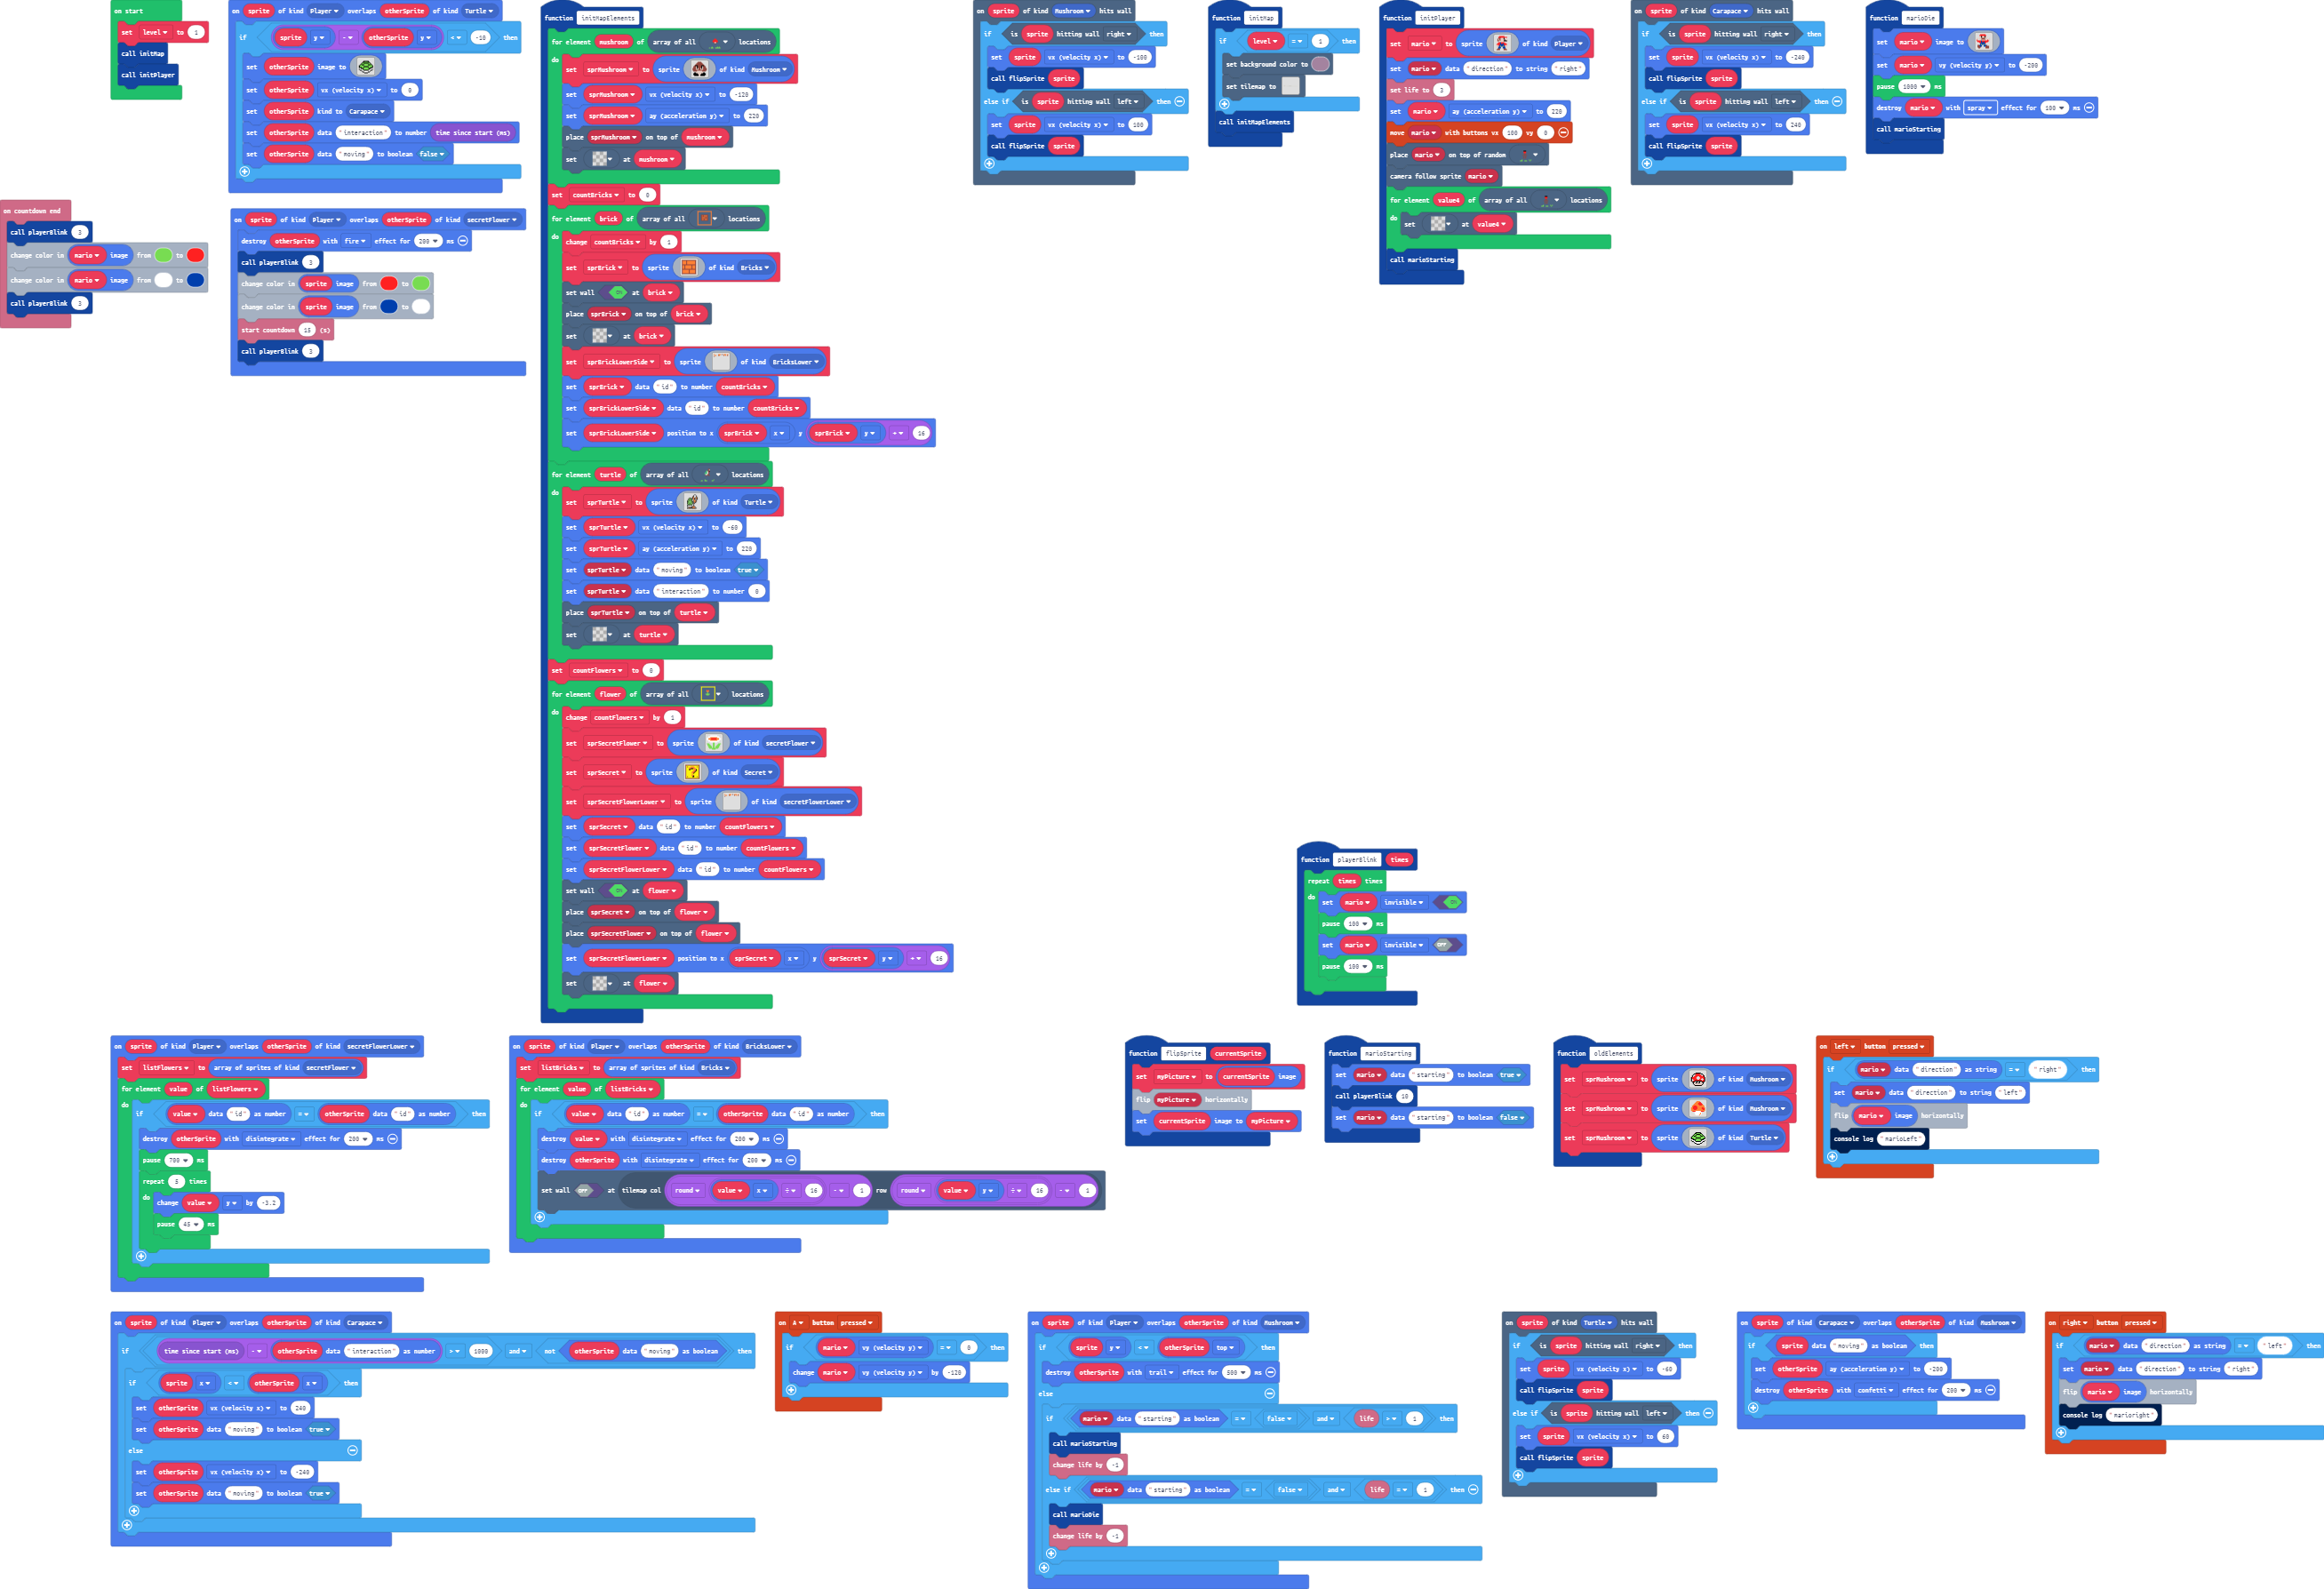 on start
set level to 1
call initMap
call initPlayer
on sprite of kind Player overlaps otherSprite of kind Turtle
if sprite y - otherSprite y < -10 then
set otherSprite image to
set otherSprite vx (velocity x) to 0
set otherSprite kind to Carapace
set otherSprite data "interaction" to number time since start (ms)
set otherSprite data "moving" to boolean false
on countdown end
call playerBlink 3
change color in mario image from to
change color in mario image from to
call playerBlink 3
on sprite of kind Player overlaps otherSprite of kind secretFlower
destroy otherSprite with fire effect for 200 ms
call playerBlink 3
change color in sprite image from to
change color in sprite image from to
start countdown 15 (s)
call playerBlink 3
function initMapElements
for element mushroom of array of all locations
do
set sprMushroom to sprite of kind Mushroom
set sprMushroom vx (velocity x) to -120
set sprMushroom ay (acceleration y) to 220
place sprMushroom on top of mushroom
set at mushroom
set countBricks to 0
for element brick of array of all locations
do
change countBricks by 1
set sprBrick to sprite of kind Bricks
set wall ON at brick
place sprBrick on top of brick
set at brick
set sprBrickLowerSide to sprite of kind BricksLower
set sprBrick data "id" to number countBricks
set sprBrickLowerSide data "id" to number countBricks
set sprBrickLowerSide position to x sprBrick x y sprBrick y + 16
for element turtle of array of all locations
do
set sprTurtle to sprite of kind Turtle
set sprTurtle vx (velocity x) to -60
set sprTurtle ay (acceleration y) to 220
set sprTurtle data "moving" to boolean true
set sprTurtle data "interaction" to number 0
place sprTurtle on top of turtle
set at turtle
set countFlowers to 0
for element flower of array of all locations
do
change countFlowers by 1
set sprSecretFlower to sprite of kind secretFlower
set sprSecret to sprite of kind Secret
set sprSecretFlowerLower to sprite of kind secretFlowerLower
set sprSecret data "id" to number countFlowers
set sprSecretFlower data "id" to number countFlowers
set sprSecretFlowerLower data "id" to number countFlowers
set wall ON at flower
place sprSecret on top of flower
place sprSecretFlower on top of flower
set sprSecretFlowerLower position to x sprSecret x y sprSecret y + 16
set at flower
on sprite of kind Mushroom hits wall
if is sprite hitting wall right then
set sprite vx (velocity x) to -100
call flipSprite sprite
else if is sprite hitting wall left then
set sprite vx (velocity x) to 100
call flipSprite sprite
function initMap
if level = 1 then
set background color to
set tilemap to
call initMapElements
function initPlayer
set mario to sprite of kind Player
set mario data "direction" to string "right"
set life to 3
set mario ay (acceleration y) to 220
move mario with buttons vx 100 vy 0
place mario on top of random
camera follow sprite mario
for element value4 of array of all locations
do
set at value4
call marioStarting
on sprite of kind Carapace hits wall
if is sprite hitting wall right then
set sprite vx (velocity x) to -240
call flipSprite sprite
else if is sprite hitting wall left then
set sprite vx (velocity x) to 240
call flipSprite sprite
function marioDie
set mario image to
set mario vy (velocity y) to -200
pause 1000 ms
destroy mario with spray effect for 100 ms
call marioStarting
function playerBlink times
repeat times times
do
set mario invisible ON
pause 100 ms
set mario invisible OFF
pause 100 ms
on sprite of kind Player overlaps otherSprite of kind secretFlowerLower
set listFlowers to array of sprites of kind secretFlower
for element value of listFlowers
do
if value data "id" as number = otherSprite data "id" as number then
destroy otherSprite with disintegrate effect for 200 ms
pause 700 ms
repeat 5 times
do
change value y by -3.2
pause 45 ms
on sprite of kind Player overlaps otherSprite of kind BricksLower
set listBricks to array of sprites of kind Bricks
for element value of listBricks
do
if value data "id" as number = otherSprite data "id" as number then
destroy value with disintegrate effect for 200 ms
destroy otherSprite with disintegrate effect for 200 ms
set wall OFF at tilemap col round value x ÷ 16 - 1 row round value y ÷ 16 - 1
function flipSprite currentSprite
set myPicture to currentSprite image
flip myPicture horizontally
set currentSprite image to myPicture
function marioStarting
set mario data "starting" to boolean true
call playerBlink 10
set mario data "starting" to boolean false
function oldElements
set sprMushroom to sprite of kind Mushroom
set sprMushroom to sprite of kind Mushroom
set sprMushroom to sprite of kind Turtle
on left button pressed
if mario data "direction" as string = "right" then
set mario data "direction" to string "left"
flip mario image horizontally
console log "marioLeft"
on sprite of kind Player overlaps otherSprite of kind Carapace
if time since start (ms) - otherSprite data "interaction" as number > 1000 and not otherSprite data "moving" as boolean then
if sprite x < otherSprite x then
set otherSprite vx (velocity x) to 240
set otherSprite data "moving" to boolean true
else
set otherSprite vx (velocity x) to -240
set otherSprite data "moving" to boolean true
on A button pressed
if mario vy (velocity y) = 0 then
change mario vy (velocity y) by -120
on sprite of kind Player overlaps otherSprite of kind Mushroom
if sprite y < otherSprite top then
destroy otherSprite with trail effect for 500 ms
else
if mario data "starting" as boolean = false and life > 1 then
call marioStarting
change life by -1
else if mario data "starting" as boolean = false and life = 1 then
call marioDie
change life by -1
on sprite of kind Turtle hits wall
if is sprite hitting wall right then
set sprite vx (velocity x) to -60
call flipSprite sprite
else if is sprite hitting wall left then
set sprite vx (velocity x) to 60
call flipSprite sprite
on sprite of kind Carapace overlaps otherSprite of kind Mushroom
if sprite data "moving" as boolean then
set otherSprite ay (acceleration y) to -200
destroy otherSprite with confetti effect for 200 ms
on right button pressed
if mario data "direction" as string = "left" then
set mario data "direction" to string "right"
flip mario image horizontally
console log "marioright"